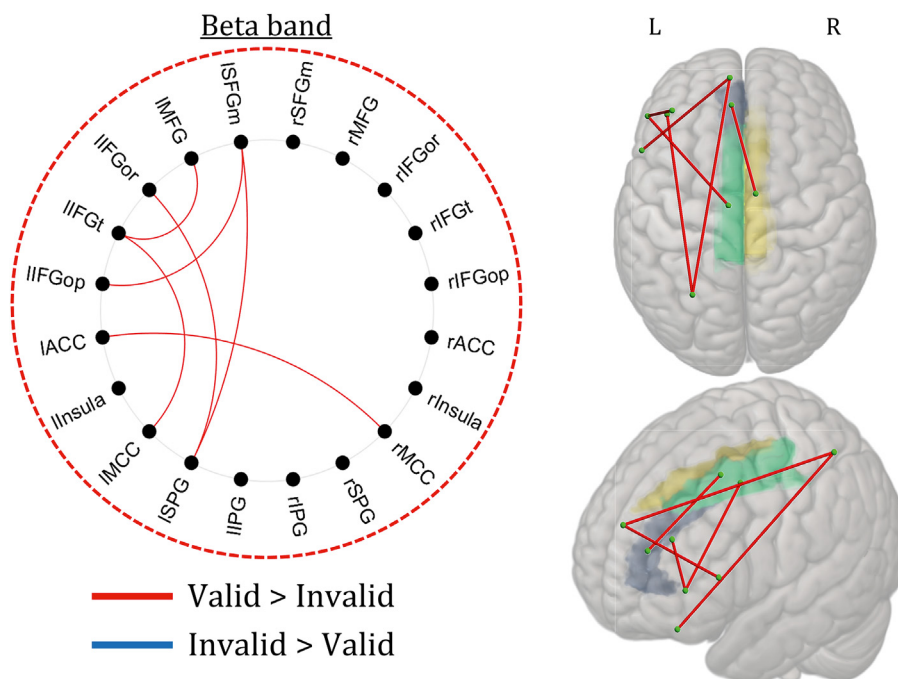 Beta band
L
R
lSFGm
rSFGm
lMFG
rMFG
lIFGor
rIFGor
lIFGt
rIFGt
lIFGop
rIFGop
lACC
rACC
lInsula
rInsula
lMCC
rMCC
lSPG
rSPG
lIPG
rIPG
Valid > Invalid
Invalid > Valid